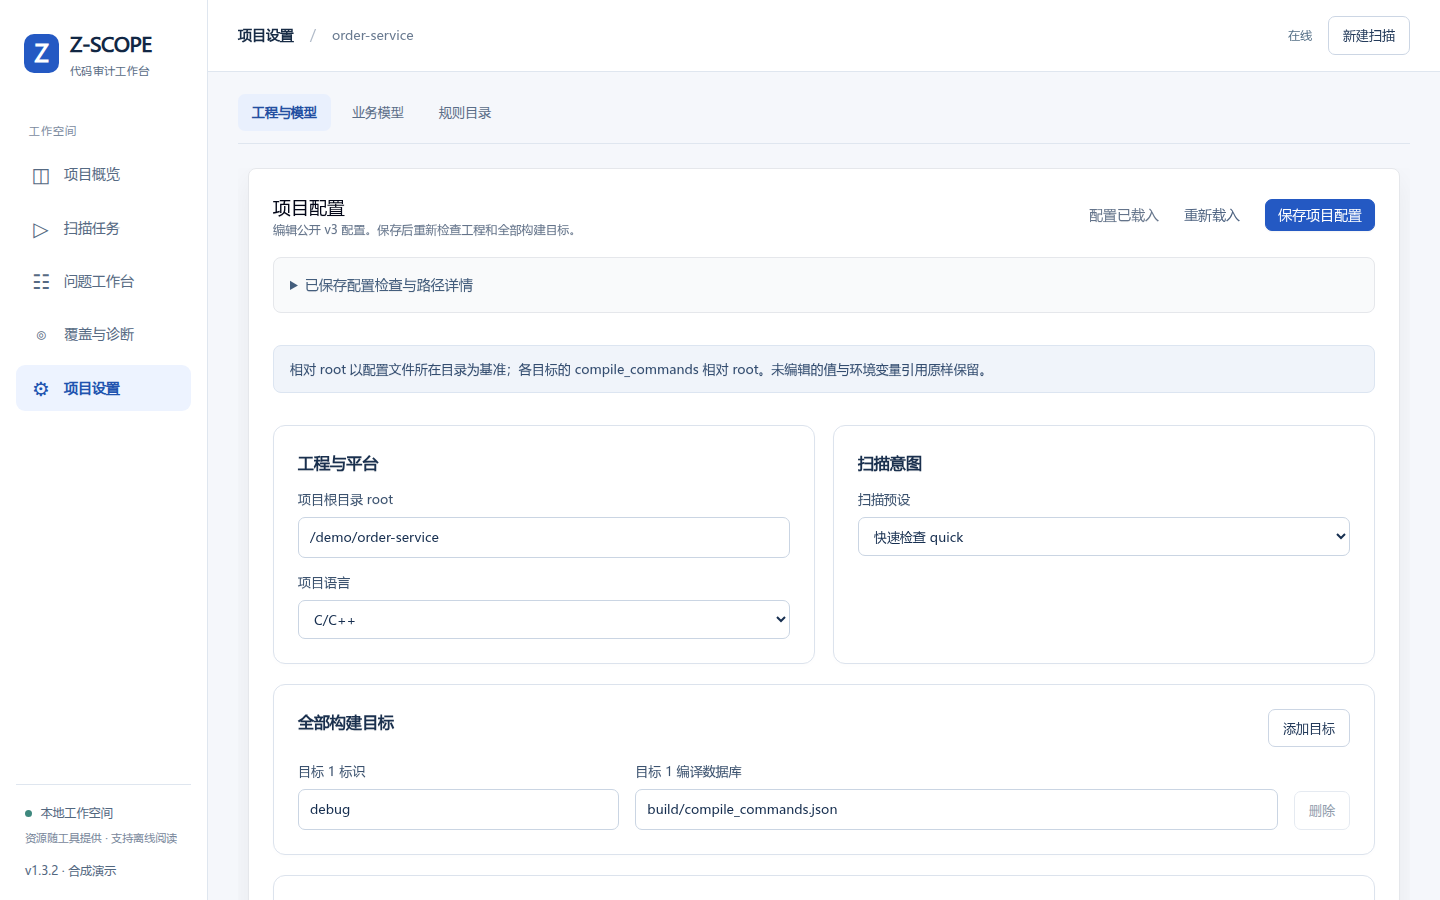 Z
Z-SCOPE
代码审计工作台
工作空间
项目概览
扫描任务
问题工作台
覆盖与诊断
项目设置
本地工作空间
资源随工具提供 · 支持离线阅读
v1.3.2 · 合成演示
项目设置 / order-service
在线
新建扫描
工程与模型
业务模型
规则目录
项目配置
编辑公开 v3 配置。保存后重新检查工程和全部构建目标。
配置已载入
重新载入
保存项目配置
已保存配置检查与路径详情
相对 root 以配置文件所在目录为基准；各目标的 compile_commands 相对 root。未编辑的值与环境变量引用原样保留。
工程与平台
项目根目录 root
/demo/order-service
项目语言
C/C++
扫描意图
扫描预设
快速检查 quick
全部构建目标
添加目标
目标 1 标识
debug
目标 1 编译数据库
build/compile_commands.json
删除